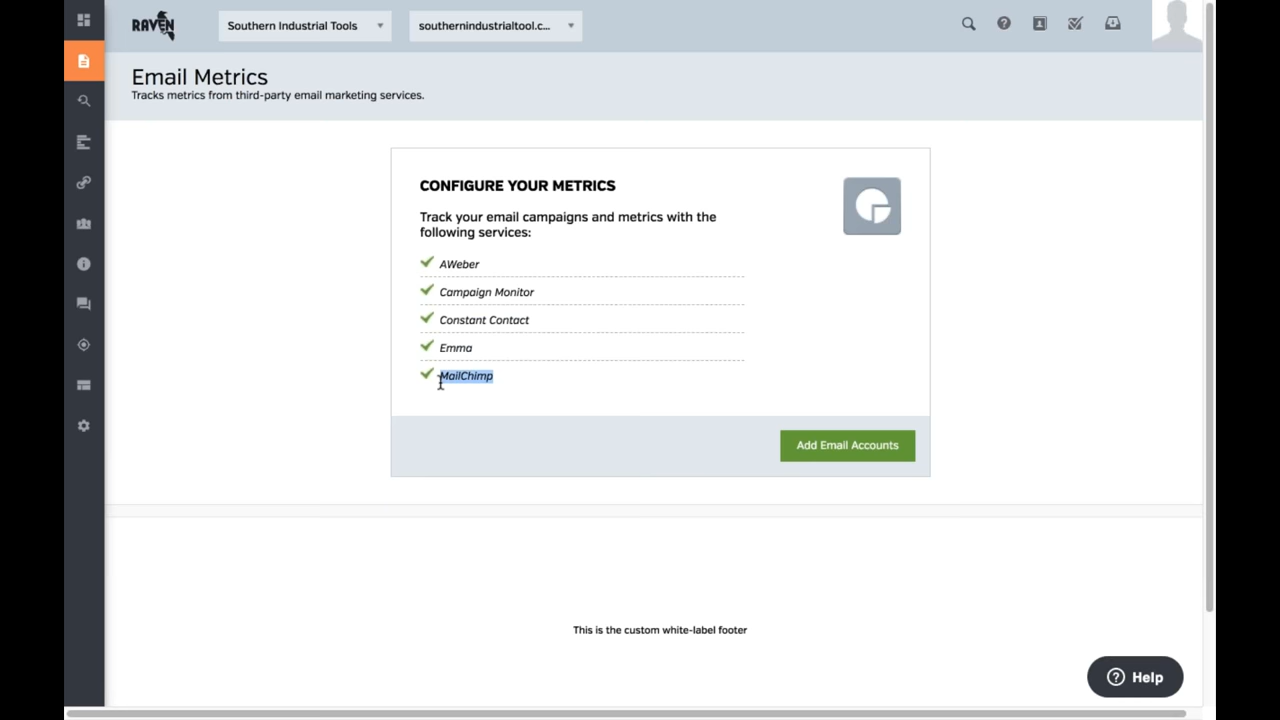 RAVEN
Southern Industrial Tools
southernindustrialtool.c...
Email Metrics
Tracks metrics from third-party email marketing services.
CONFIGURE YOUR METRICS
Track your email campaigns and metrics with the
following services:
AWeber
Campaign Monitor
Constant Contact
Emma
MailChimp
Add Email Accounts
This is the custom white-label footer
Help